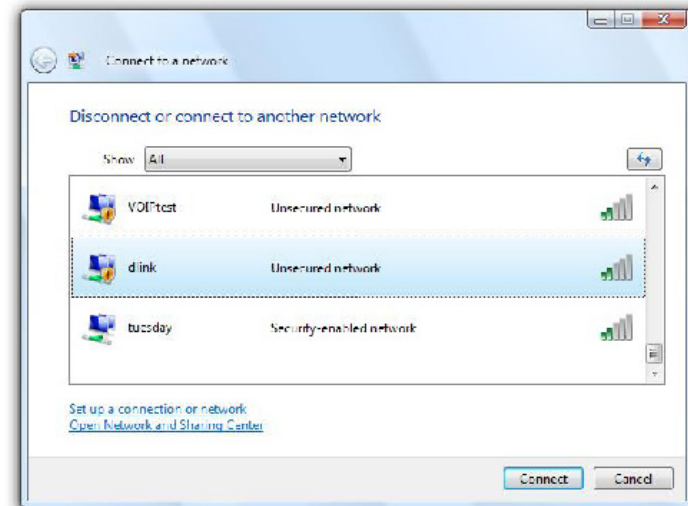 Connect to a network
Disconnect or connect to another network
Show All
VOIPtest Unsecured network
dlink Unsecured network
tuesday Security-enabled network
Set up a connection or network
Open Network and Sharing Center
Connect Cancel